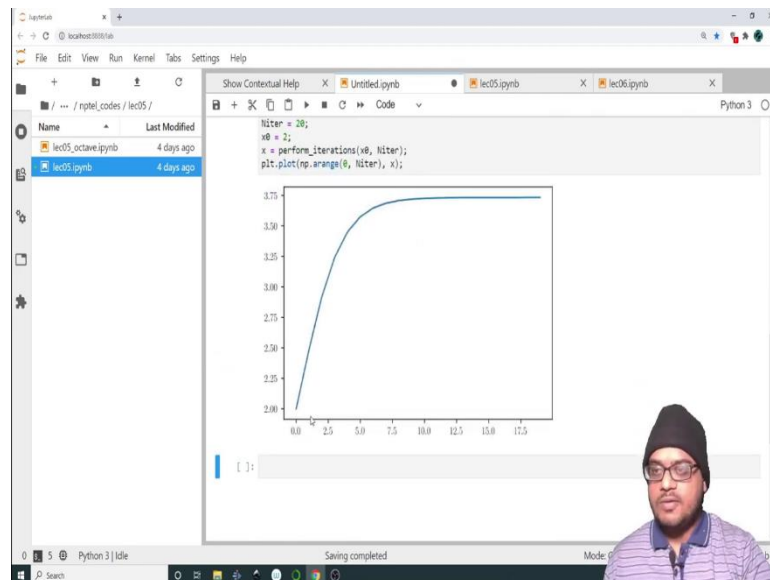 JupyterLab
localhost:8888/lab
File Edit View Run Kernel Tabs Settings Help
Show Contextual Help
Untitled.ipynb
lec05.ipynb
lec06.ipynb
/ ··· / nptel_codes / lec05 /
Code
Python 3
Name
Last Modified
lec05_octave.ipynb 4 days ago
lec05.ipynb 4 days ago
Niter = 20;
x0 = 2;
x = perform_iterations(x0, Niter);
plt.plot(np.arange(0, Niter), x);
3.75
3.50
3.25
3.00
2.75
2.50
2.25
2.00
0.0 2.5 5.0 7.5 10.0 12.5 15.0 17.5
[ ]:
0 5 Python 3 | Idle
Saving completed
Mode:
Search